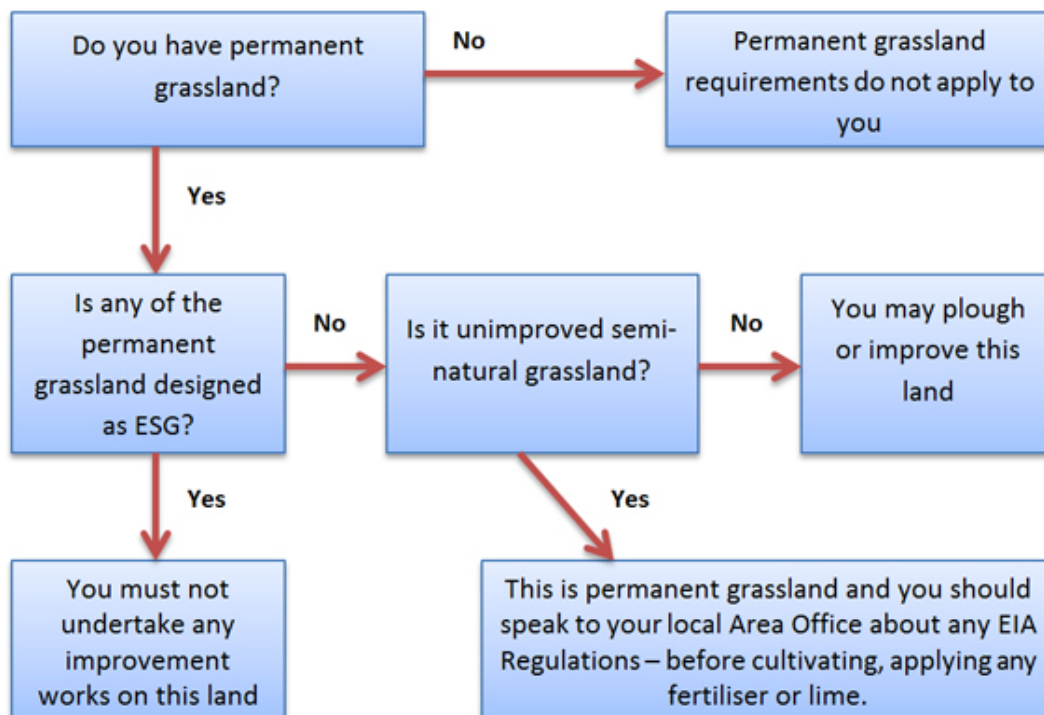 Do you have permanent
grassland?
No
Permanent grassland
requirements do not apply to
you
Yes
Is any of the
permanent
grassland designed
as ESG?
No
Is it unimproved semi-
natural grassland?
No
You may plough
or improve this
land
Yes
Yes
You must not
undertake any
improvement
works on this land
This is permanent grassland and you should
speak to your local Area Office about any EIA
Regulations – before cultivating, applying any
fertiliser or lime.